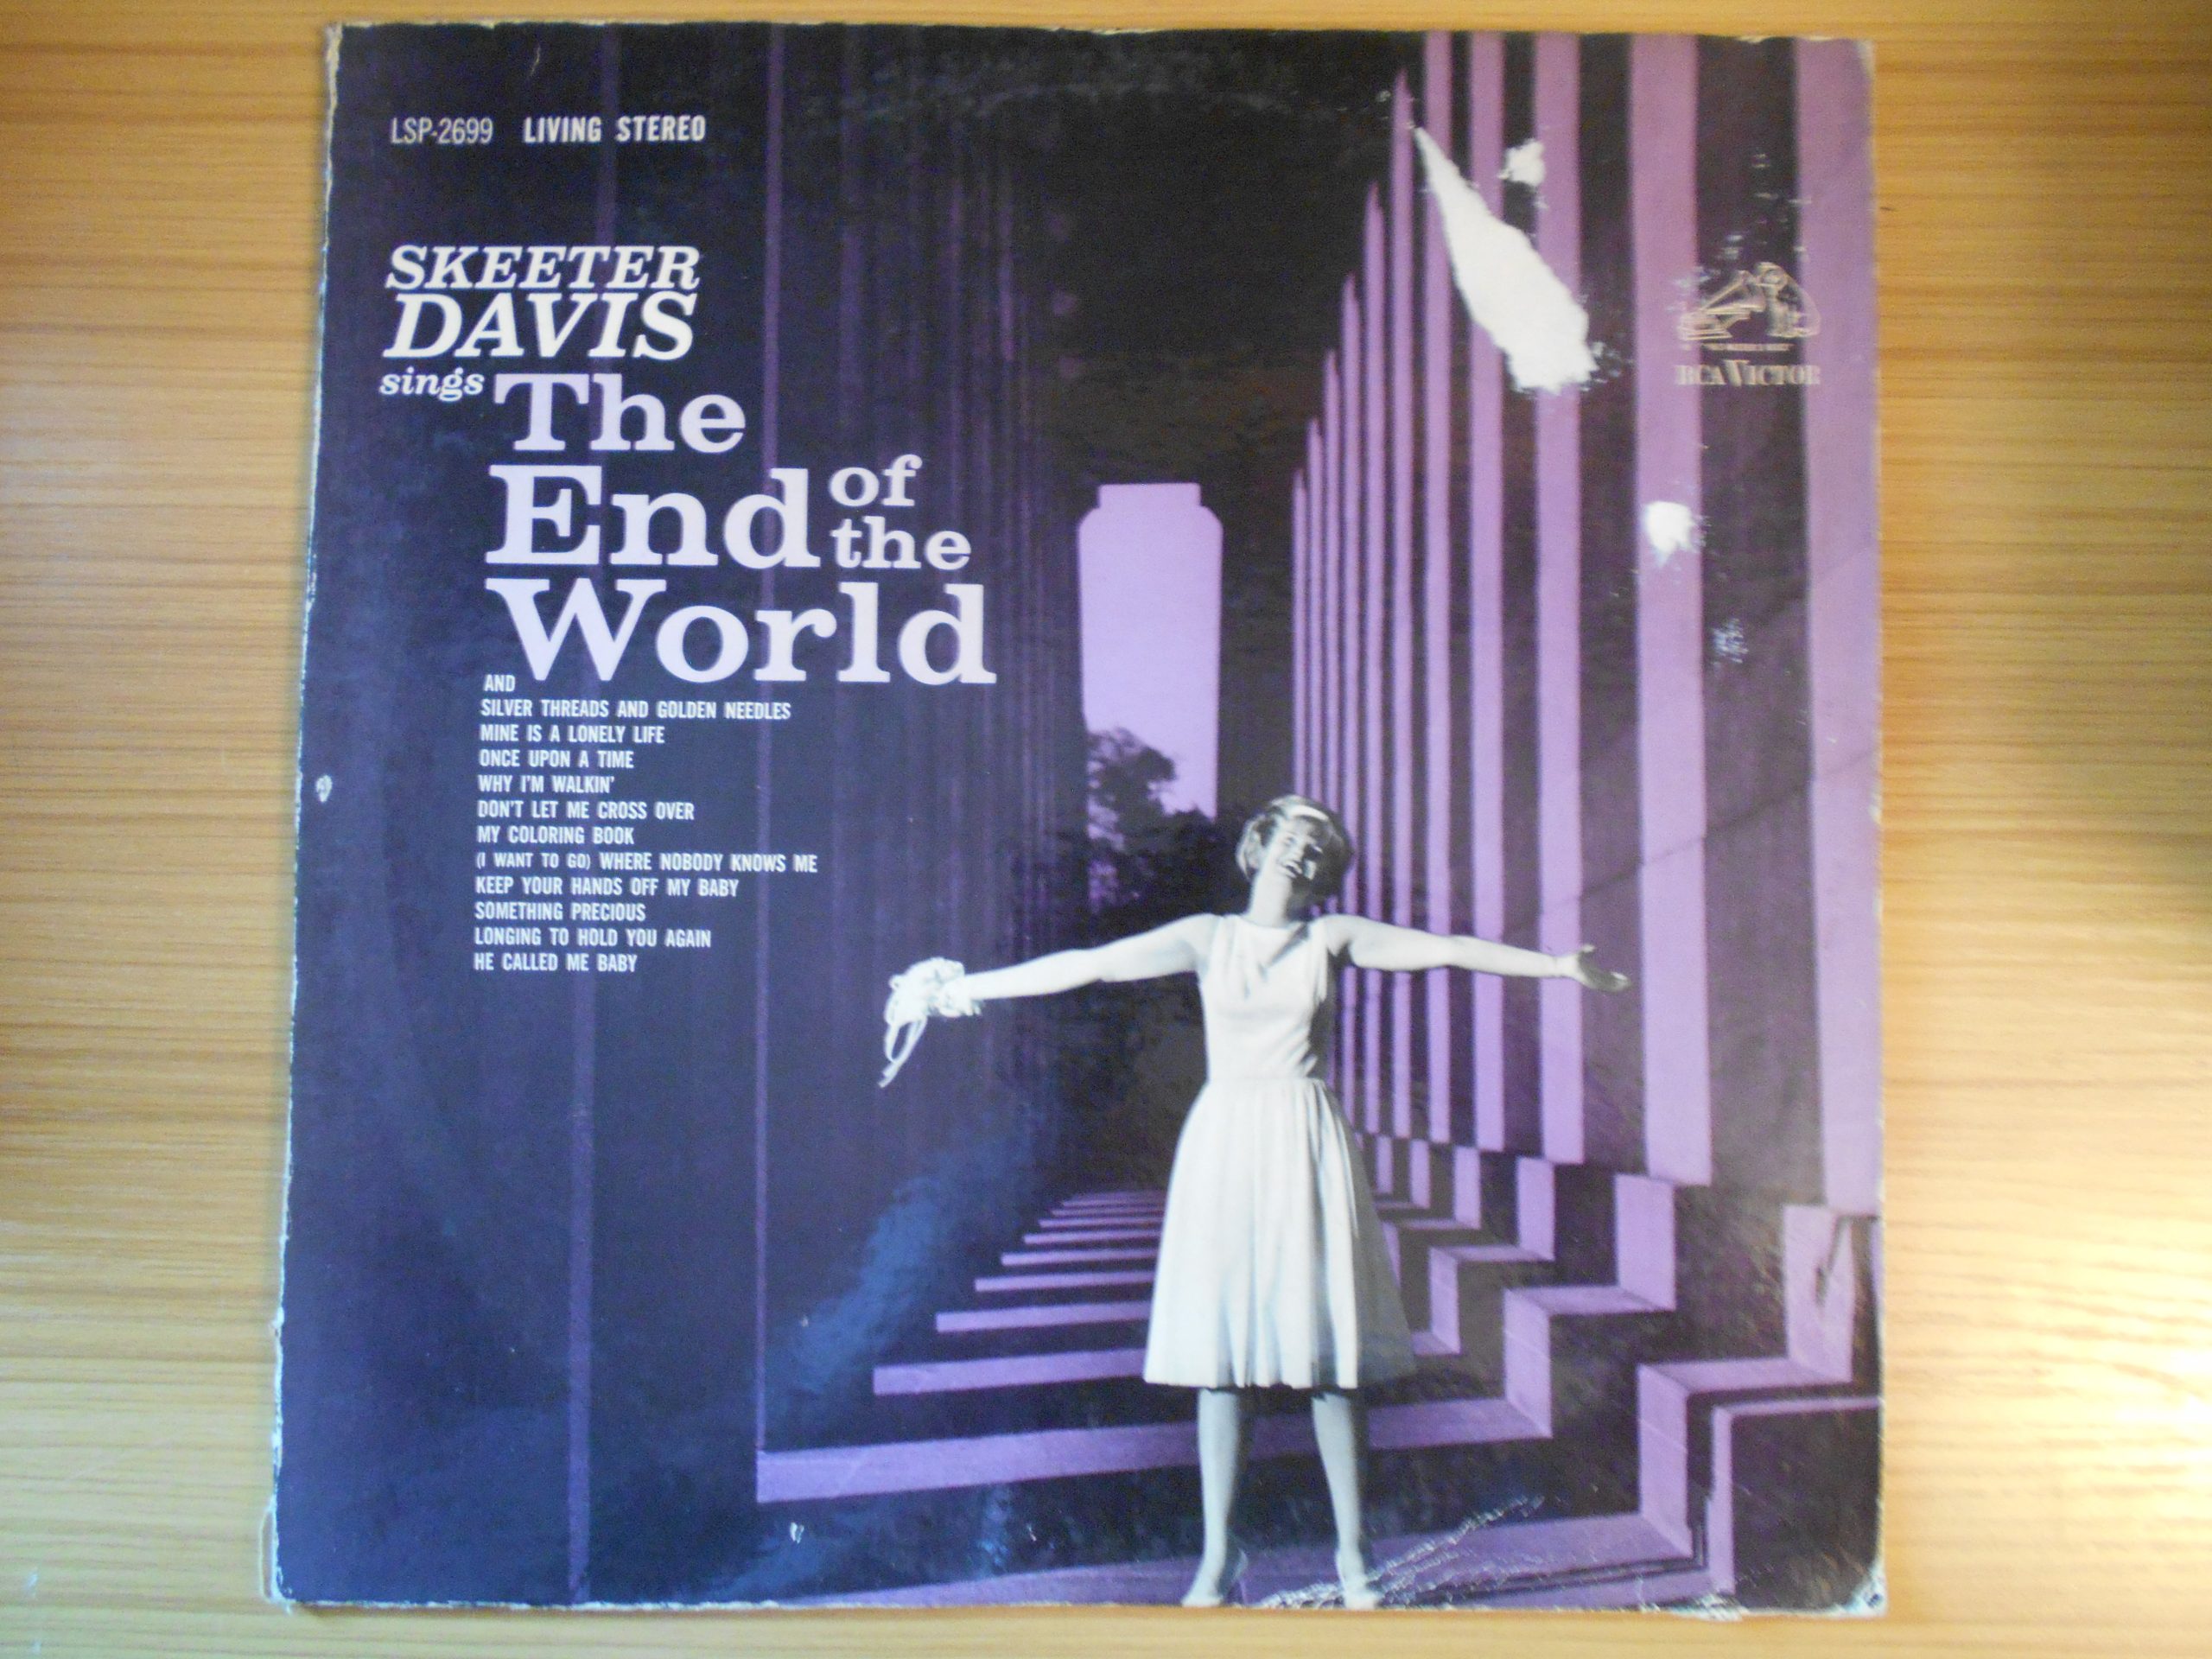 LSP-2699 LIVING STEREO
SKEETER
DAVIS
sings The
End of the
World
AND
SILVER THREADS AND GOLDEN NEEDLES
MINE IS A LONELY LIFE
ONCE UPON A TIME
WHY I'M WALKIN'
DON'T LET ME CROSS OVER
MY COLORING BOOK
(I WANT TO GO) WHERE NOBODY KNOWS ME
KEEP YOUR HANDS OFF MY BABY
SOMETHING PRECIOUS
LONGING TO HOLD YOU AGAIN
HE CALLED ME BABY
RCA VICTOR